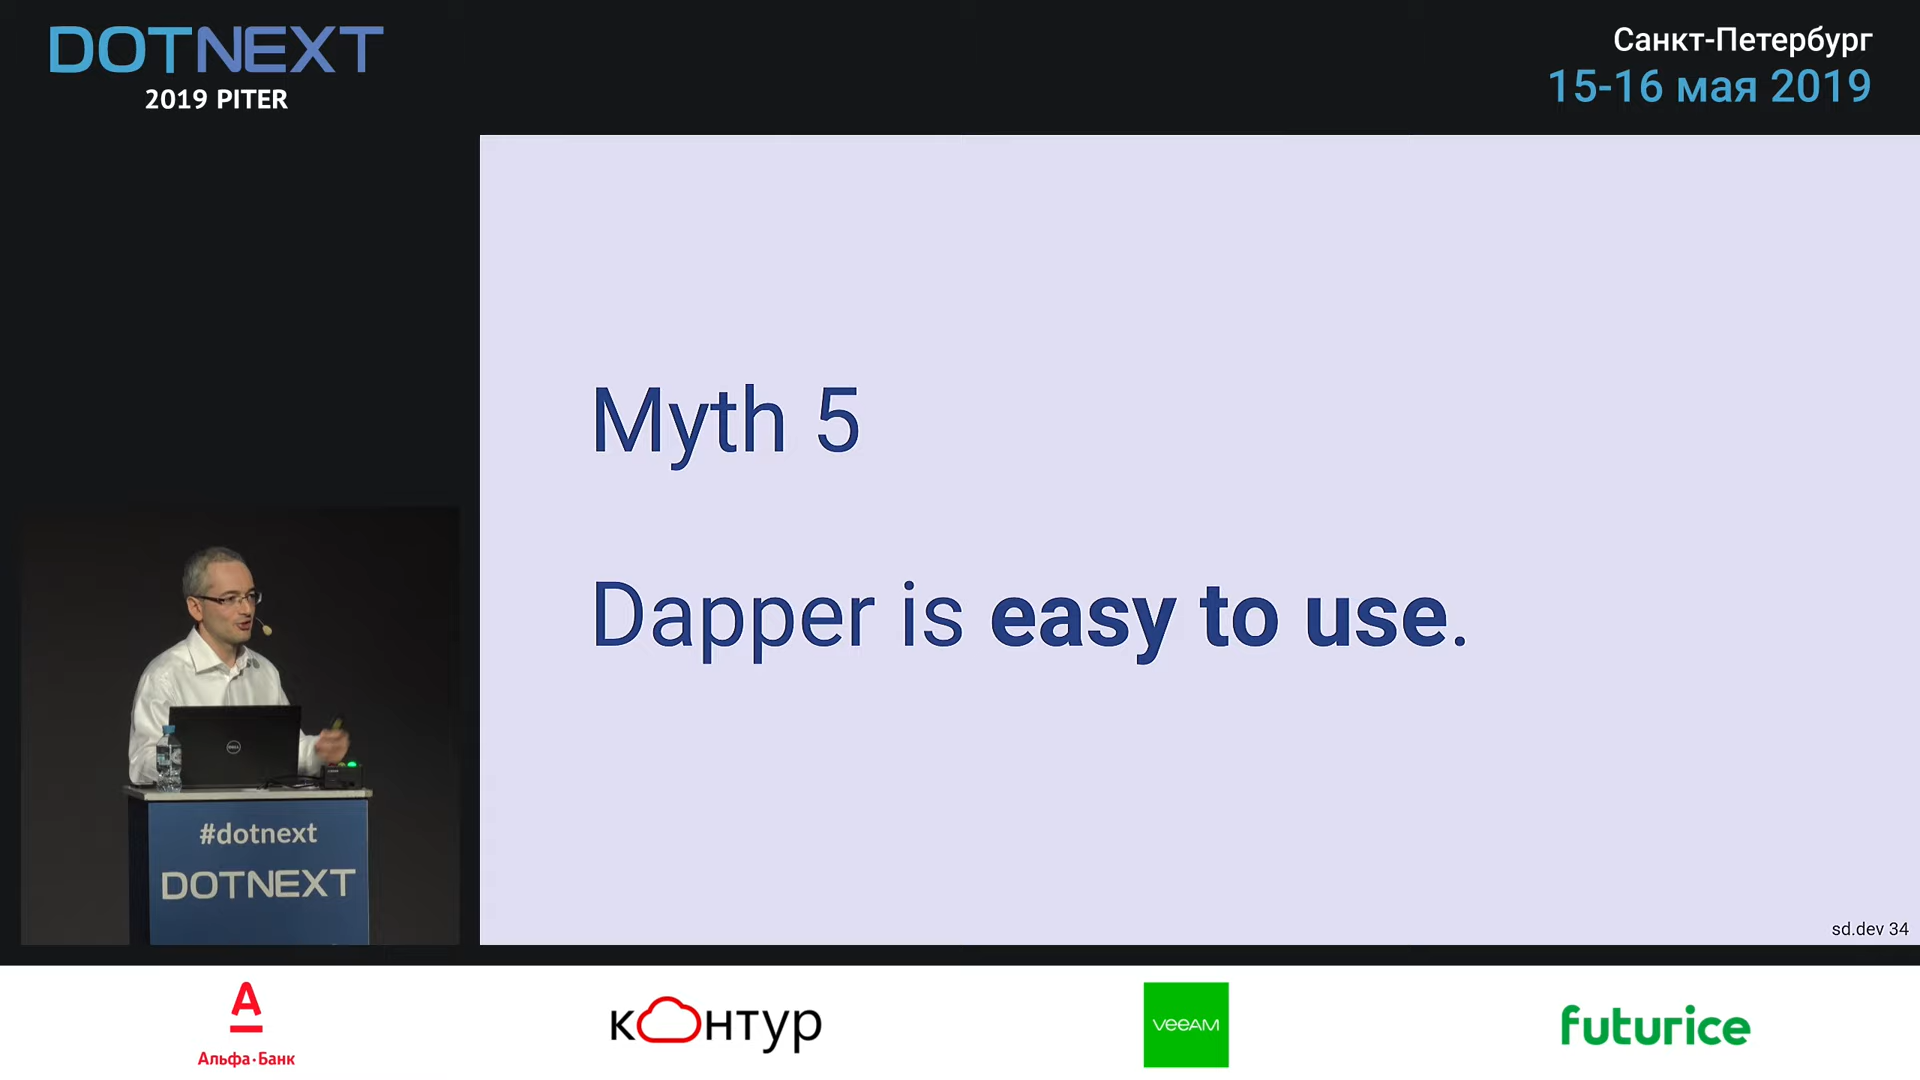 DOTNEXT
2019 PITER
Санкт-Петербург
15-16 мая 2019
Myth 5
Dapper is easy to use.
sd.dev 34
#dotnext
DOTNEXT
DELL
А
Альфа·Банк
контур
veeAM
futurice